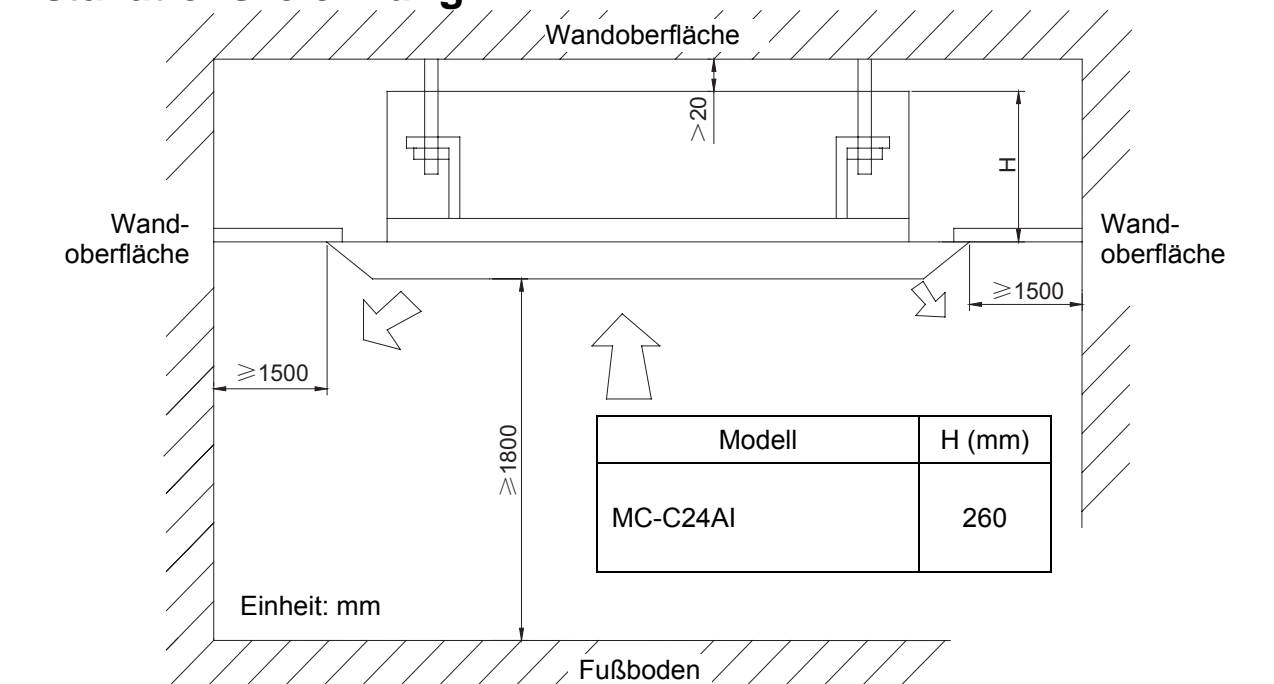 Wandoberfläche
>20
H
Wand-
oberfläche
Wand-
oberfläche
≥1500
≥1500
≥1800
Modell H (mm)
MC-C24AI 260
Einheit: mm
Fußboden